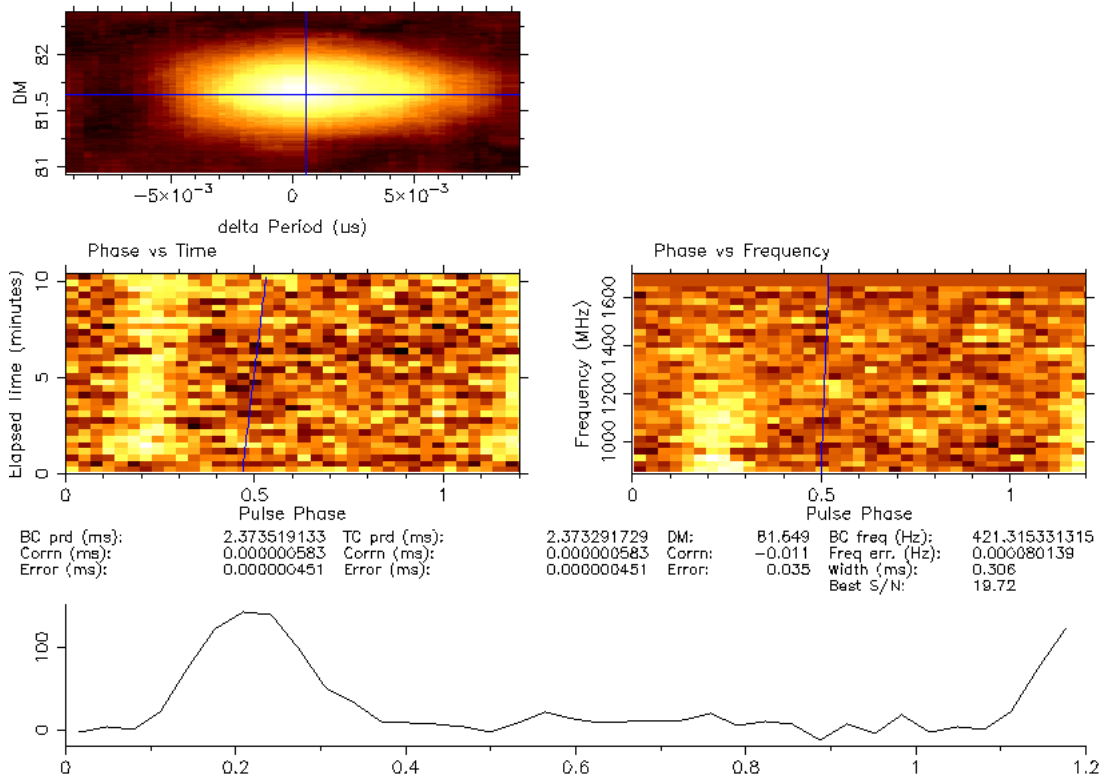 DM
82
81.5
81
−5×10⁻³ 0 5×10⁻³
delta Period (us)
Phase vs Time
Elapsed Time (minutes)
10
5
0
0 0.5 1
Pulse Phase
Phase vs Frequency
Frequency (MHz)
1600
1400
1200
1000
0 0.5 1
Pulse Phase
BC prd (ms): 2.373519133 TC prd (ms): 2.373291729 DM: 81.649 BC freq (Hz): 421.315331315
Corrn (ms): 0.000000583 Corrn (ms): 0.000000583 Corrn: −0.011 Freq err. (Hz): 0.000080139
Error (ms): 0.000000451 Error (ms): 0.000000451 Error: 0.035 Width (ms): 0.306
Best S/N: 19.72
100
0
0 0.2 0.4 0.6 0.8 1 1.2